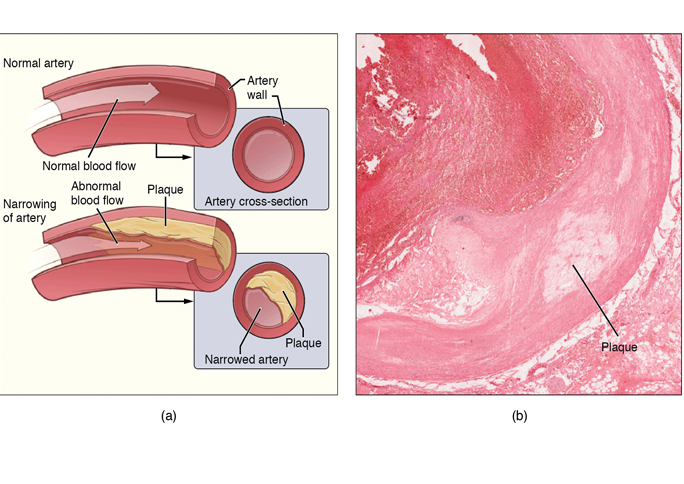 Normal artery
Artery
wall
Normal blood flow
Artery cross-section
Narrowing
of artery
Abnormal
blood flow
Plaque
Plaque
Narrowed artery
Plaque
(a)
(b)